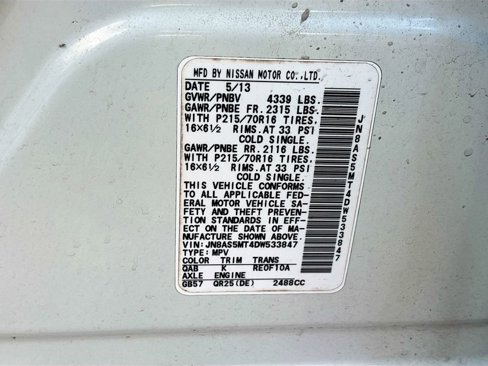 MFD BY NISSAN MOTOR CO.,LTD.
DATE 5/13
GVWR/PNBV 4339 LBS.
GAWR/PNBE FR. 2315 LBS.
WITH P215/70R16 TIRES.
16X6½ RIMS.AT 33 PSI
COLD SINGLE.
GAWR/PNBE RR. 2116 LBS.
WITH P215/70R16 TIRES.
16X6½ RIMS.AT 33 PSI
COLD SINGLE.
THIS VEHICLE CONFORMS
TO ALL APPLICABLE FED-
ERAL MOTOR VEHICLE SA-
FETY AND THEFT PREVEN-
TION STANDARDS IN EFF-
ECT ON THE DATE OF MA-
NUFACTURE SHOWN ABOVE.
VIN: JN8AS5MT4DW533847
TYPE: MPV
COLOR TRIM TRANS
QAB K RE0F10A
AXLE ENGINE
GB57 QR25(DE) 2488CC
JN8AS5MT4DW533847